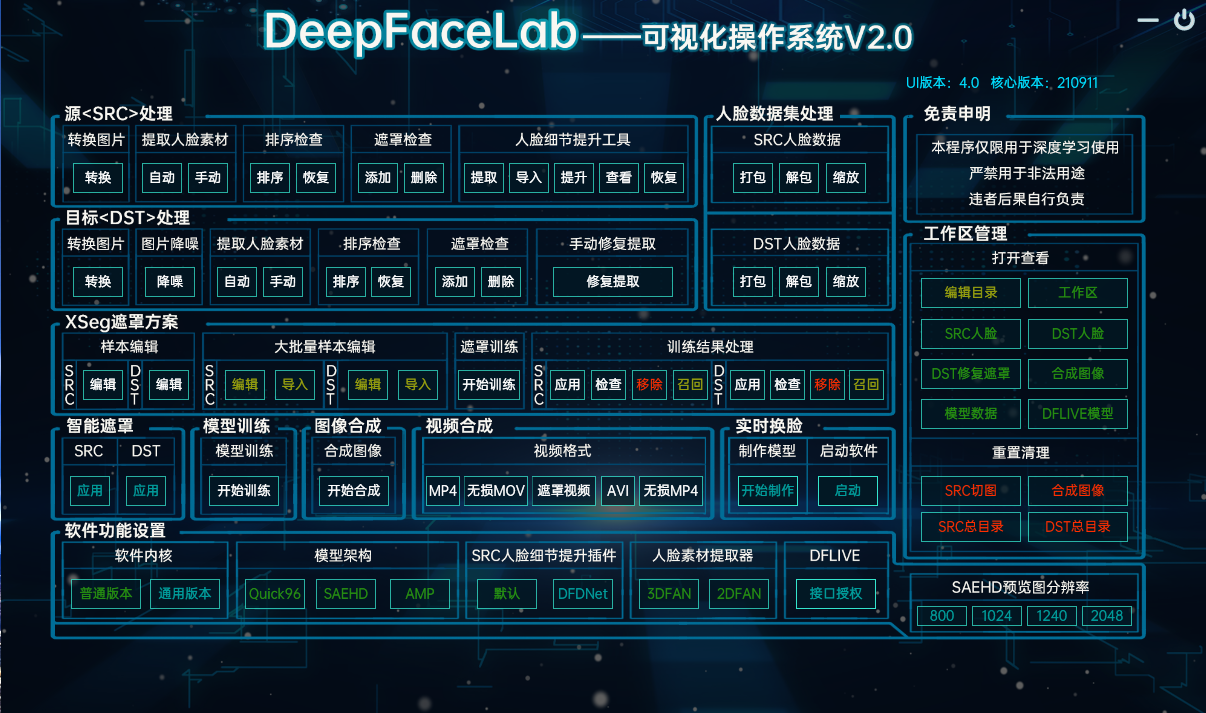 DeepFaceLab——可视化操作系统V2.0
UI版本：4.0 核心版本：210911
源<SRC>处理
转换图片 提取人脸素材 排序检查 遮罩检查 人脸细节提升工具
转换 自动 手动 排序 恢复 添加 删除 提取 导入 提升 查看 恢复
人脸数据集处理
SRC人脸数据
打包 解包 缩放
免责申明
本程序仅限用于深度学习使用
严禁用于非法用途
违者后果自行负责
目标<DST>处理
转换图片 图片降噪 提取人脸素材 排序检查 遮罩检查 手动修复提取
转换 降噪 自动 手动 排序 恢复 添加 删除 修复提取
DST人脸数据
打包 解包 缩放
工作区管理
打开查看
编辑目录 工作区
SRC人脸 DST人脸
DST修复遮罩 合成图像
模型数据 DFLIVE模型
重置清理
SRC切图 合成图像
SRC总目录 DST总目录
XSeg遮罩方案
样本编辑 大批量样本编辑 遮罩训练 训练结果处理
SRC 编辑 DST 编辑 SRC 编辑 导入 DST 编辑 导入 开始训练 SRC 应用 检查 移除 召回 DST 应用 检查 移除 召回
智能遮罩 模型训练 图像合成 视频合成 实时换脸
SRC DST 模型训练 合成图像 视频格式 制作模型 启动软件
应用 应用 开始训练 开始合成 MP4 无损MOV 遮罩视频 AVI 无损MP4 开始制作 启动
软件功能设置
软件内核 模型架构 SRC人脸细节提升插件 人脸素材提取器 DFLIVE
普通版本 通用版本 Quick96 SAEHD AMP 默认 DFDNet 3DFAN 2DFAN 接口授权
SAEHD预览图分辨率
800 1024 1240 2048